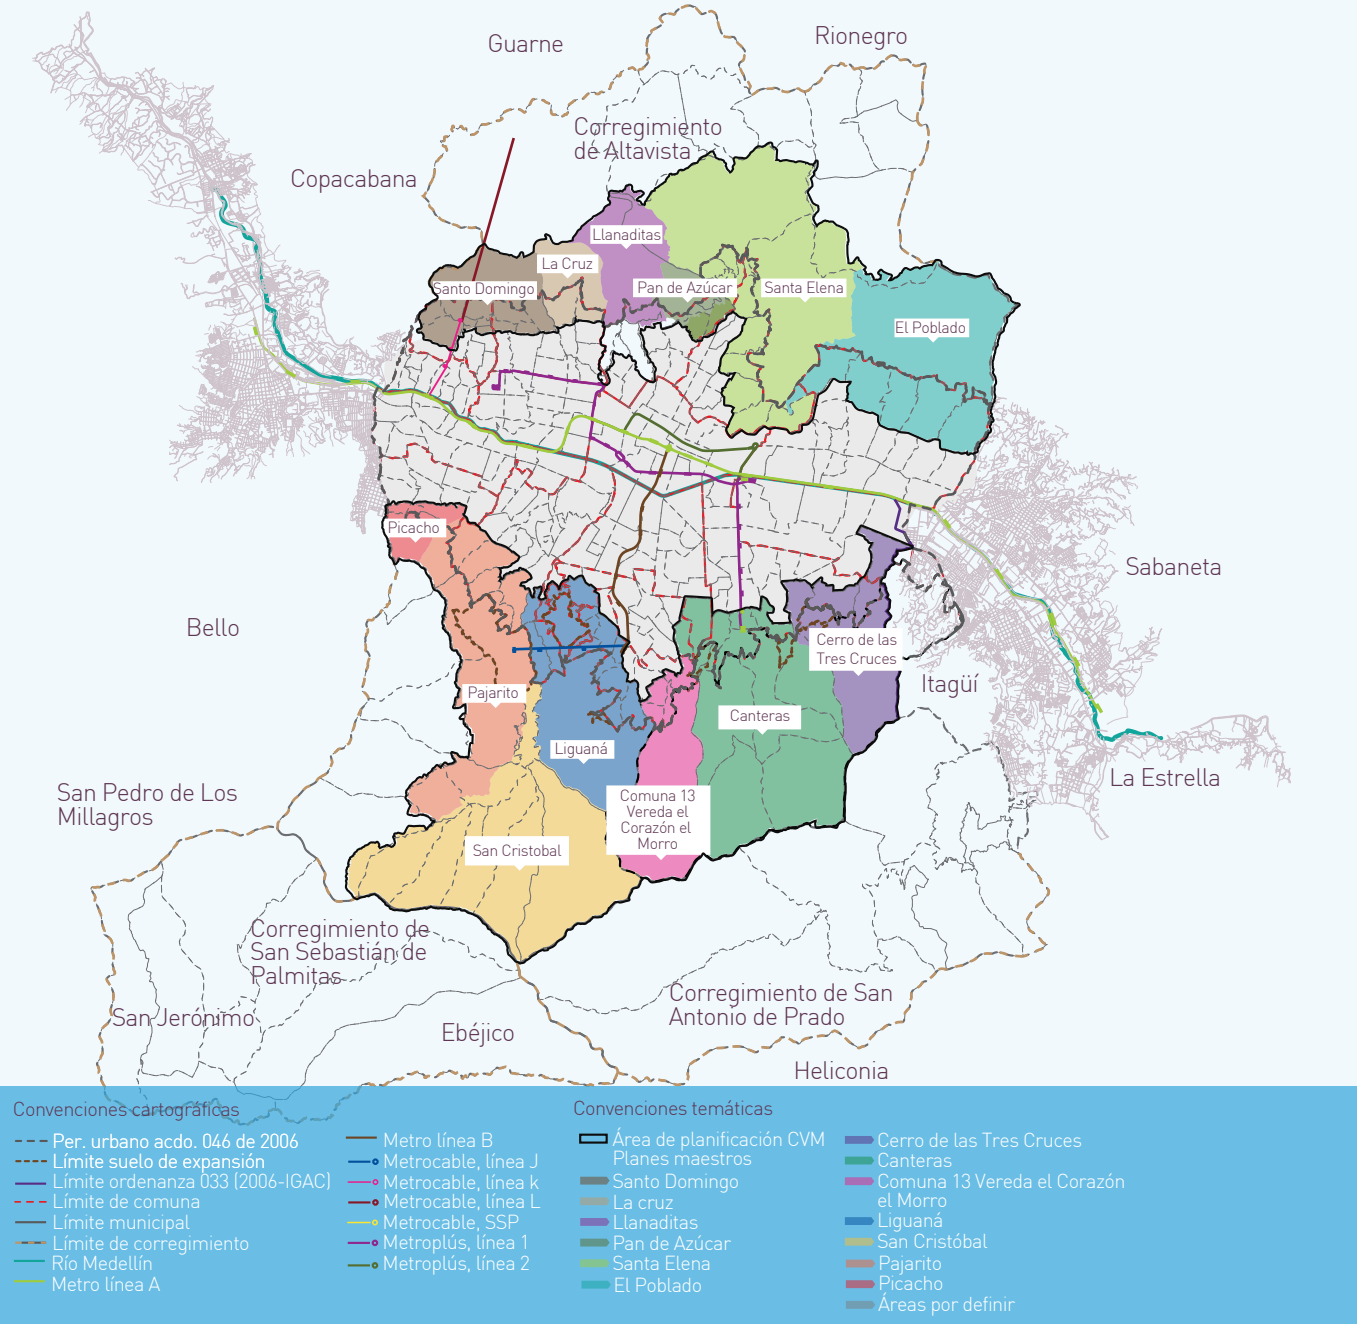 Guarne
Rionegro
Corregimiento
de Altavista
Copacabana
Llanaditas
La Cruz
Santo Domingo
Pan de Azúcar
Santa Elena
El Poblado
Picacho
Sabaneta
Bello
Cerro de las
Tres Cruces
Itagüí
Pajarito
Canteras
Liguaná
La Estrella
San Pedro de Los
Millagros
Comuna 13
Vereda el
Corazón el
Morro
San Cristobal
Corregimiento de
San Sebastián de
Palmitas
Corregimiento de San
Antonio de Prado
San Jerónimo
Ebéjico
Heliconia
Convenciones cartográficas
Per. urbano acdo. 046 de 2006
Límite suelo de expansión
Límite ordenanza 033 (2006-IGAC)
Límite de comuna
Límite municipal
Límite de corregimiento
Río Medellín
Metro línea A
Metro línea B
Metrocable, línea J
Metrocable, línea k
Metrocable, línea L
Metrocable, SSP
Metroplús, línea 1
Metroplús, línea 2
Convenciones temáticas
Área de planificación CVM
Planes maestros
Santo Domingo
La cruz
Llanaditas
Pan de Azúcar
Santa Elena
El Poblado
Cerro de las Tres Cruces
Canteras
Comuna 13 Vereda el Corazón
el Morro
Liguaná
San Cristóbal
Pajarito
Picacho
Áreas por definir